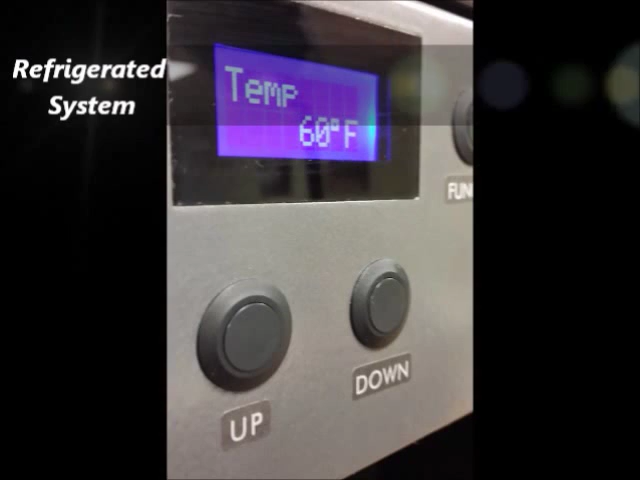 Refrigerated
System
Temp
60°F
FUN
UP
DOWN